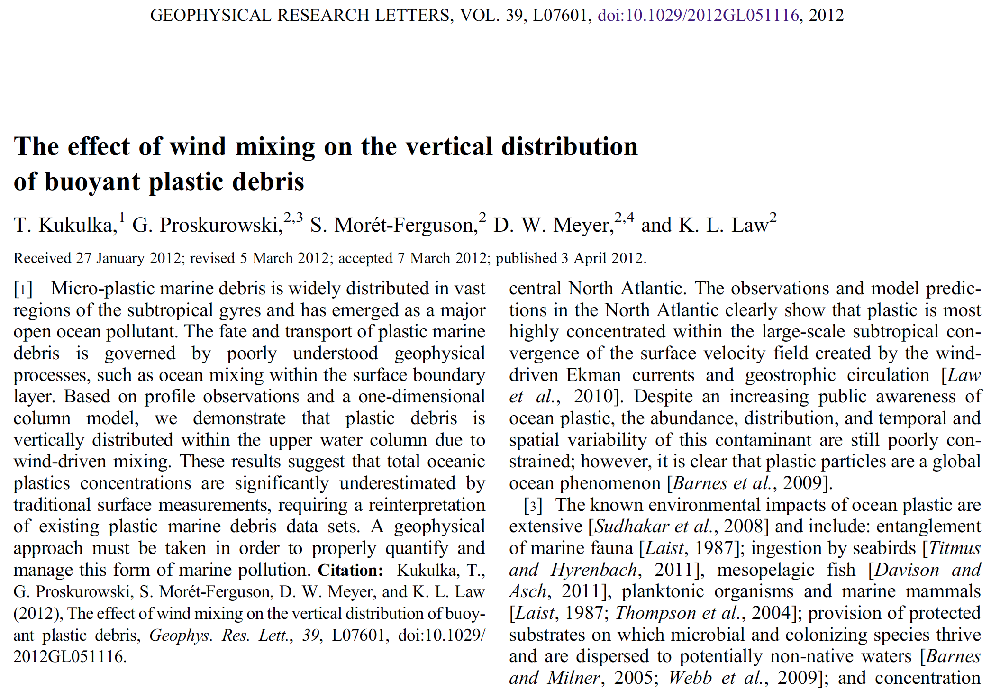 GEOPHYSICAL RESEARCH LETTERS, VOL. 39, L07601, doi:10.1029/2012GL051116, 2012
The effect of wind mixing on the vertical distribution
of buoyant plastic debris
T. Kukulka,1 G. Proskurowski,2,3 S. Morét-Ferguson,2 D. W. Meyer,2,4 and K. L. Law2
Received 27 January 2012; revised 5 March 2012; accepted 7 March 2012; published 3 April 2012.
[1] Micro-plastic marine debris is widely distributed in vast
regions of the subtropical gyres and has emerged as a major
open ocean pollutant. The fate and transport of plastic marine
debris is governed by poorly understood geophysical
processes, such as ocean mixing within the surface boundary
layer. Based on profile observations and a one-dimensional
column model, we demonstrate that plastic debris is
vertically distributed within the upper water column due to
wind-driven mixing. These results suggest that total oceanic
plastics concentrations are significantly underestimated by
traditional surface measurements, requiring a reinterpretation
of existing plastic marine debris data sets. A geophysical
approach must be taken in order to properly quantify and
manage this form of marine pollution. Citation: Kukulka, T.,
G. Proskurowski, S. Morét-Ferguson, D. W. Meyer, and K. L. Law
(2012), The effect of wind mixing on the vertical distribution of buoy-
ant plastic debris, Geophys. Res. Lett., 39, L07601, doi:10.1029/
2012GL051116.
central North Atlantic. The observations and model predic-
tions in the North Atlantic clearly show that plastic is most
highly concentrated within the large-scale subtropical con-
vergence of the surface velocity field created by the wind-
driven Ekman currents and geostrophic circulation [Law
et al., 2010]. Despite an increasing public awareness of
ocean plastic, the abundance, distribution, and temporal and
spatial variability of this contaminant are still poorly con-
strained; however, it is clear that plastic particles are a global
ocean phenomenon [Barnes et al., 2009].
[3] The known environmental impacts of ocean plastic are
extensive [Sudhakar et al., 2008] and include: entanglement
of marine fauna [Laist, 1987]; ingestion by seabirds [Titmus
and Hyrenbach, 2011], mesopelagic fish [Davison and
Asch, 2011], planktonic organisms and marine mammals
[Laist, 1987; Thompson et al., 2004]; provision of protected
substrates on which microbial and colonizing species thrive
and are dispersed to potentially non-native waters [Barnes
and Milner, 2005; Webb et al., 2009]; and concentration